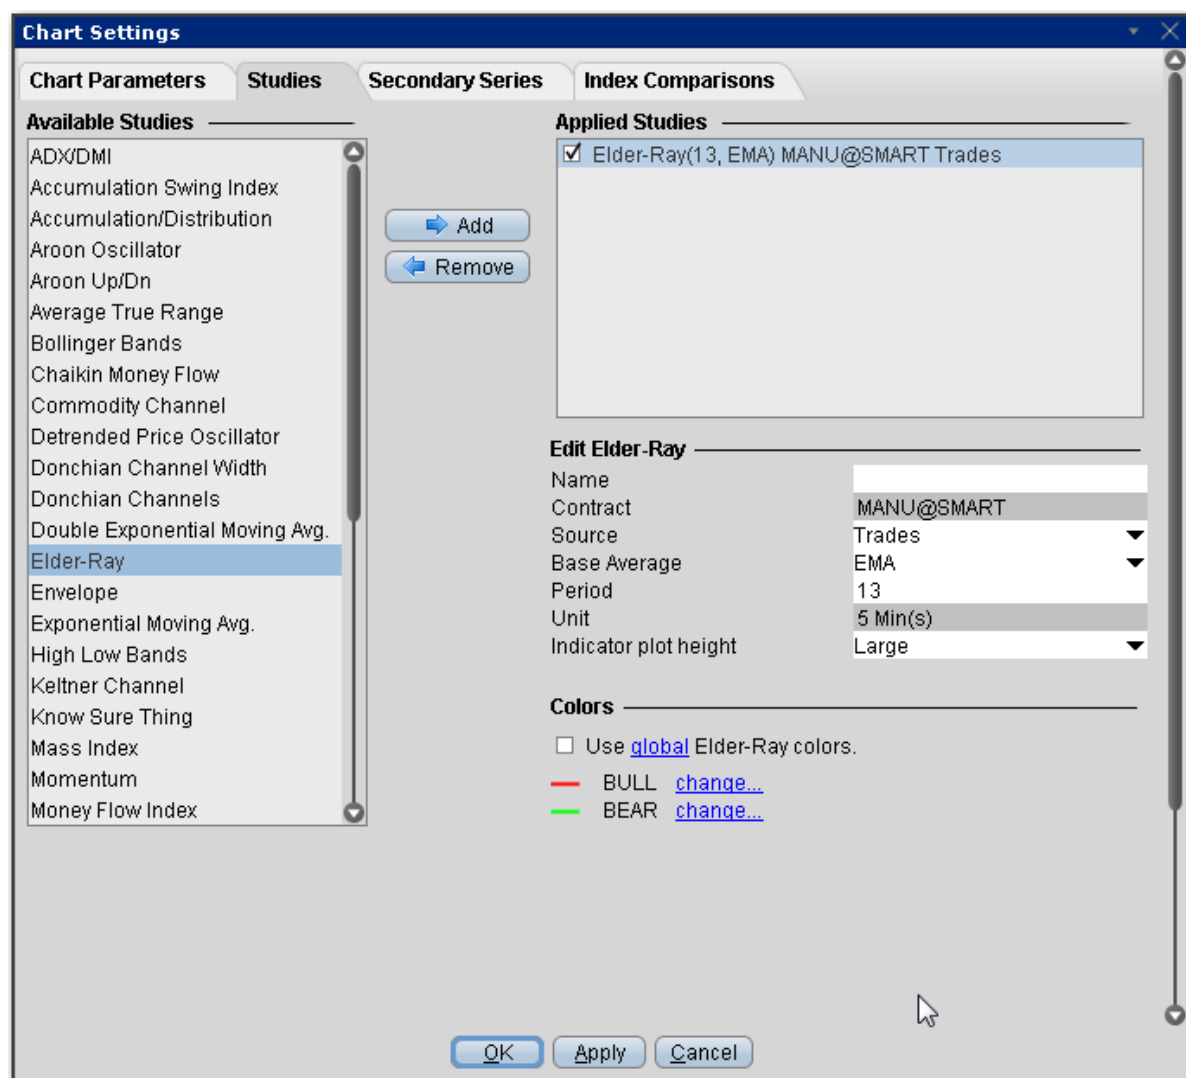 Chart Settings
Chart Parameters
Studies
Secondary Series
Index Comparisons
Available Studies
ADX/DMI
Accumulation Swing Index
Accumulation/Distribution
Aroon Oscillator
Aroon Up/Dn
Average True Range
Bollinger Bands
Chaikin Money Flow
Commodity Channel
Detrended Price Oscillator
Donchian Channel Width
Donchian Channels
Double Exponential Moving Avg.
Elder-Ray
Envelope
Exponential Moving Avg.
High Low Bands
Keltner Channel
Know Sure Thing
Mass Index
Momentum
Money Flow Index
Add
Remove
Applied Studies
Elder-Ray(13, EMA) MANU@SMART Trades
Edit Elder-Ray
Name
Contract MANU@SMART
Source Trades
Base Average EMA
Period 13
Unit 5 Min(s)
Indicator plot height Large
Colors
Use global Elder-Ray colors.
BULL change...
BEAR change...
OK
Apply
Cancel